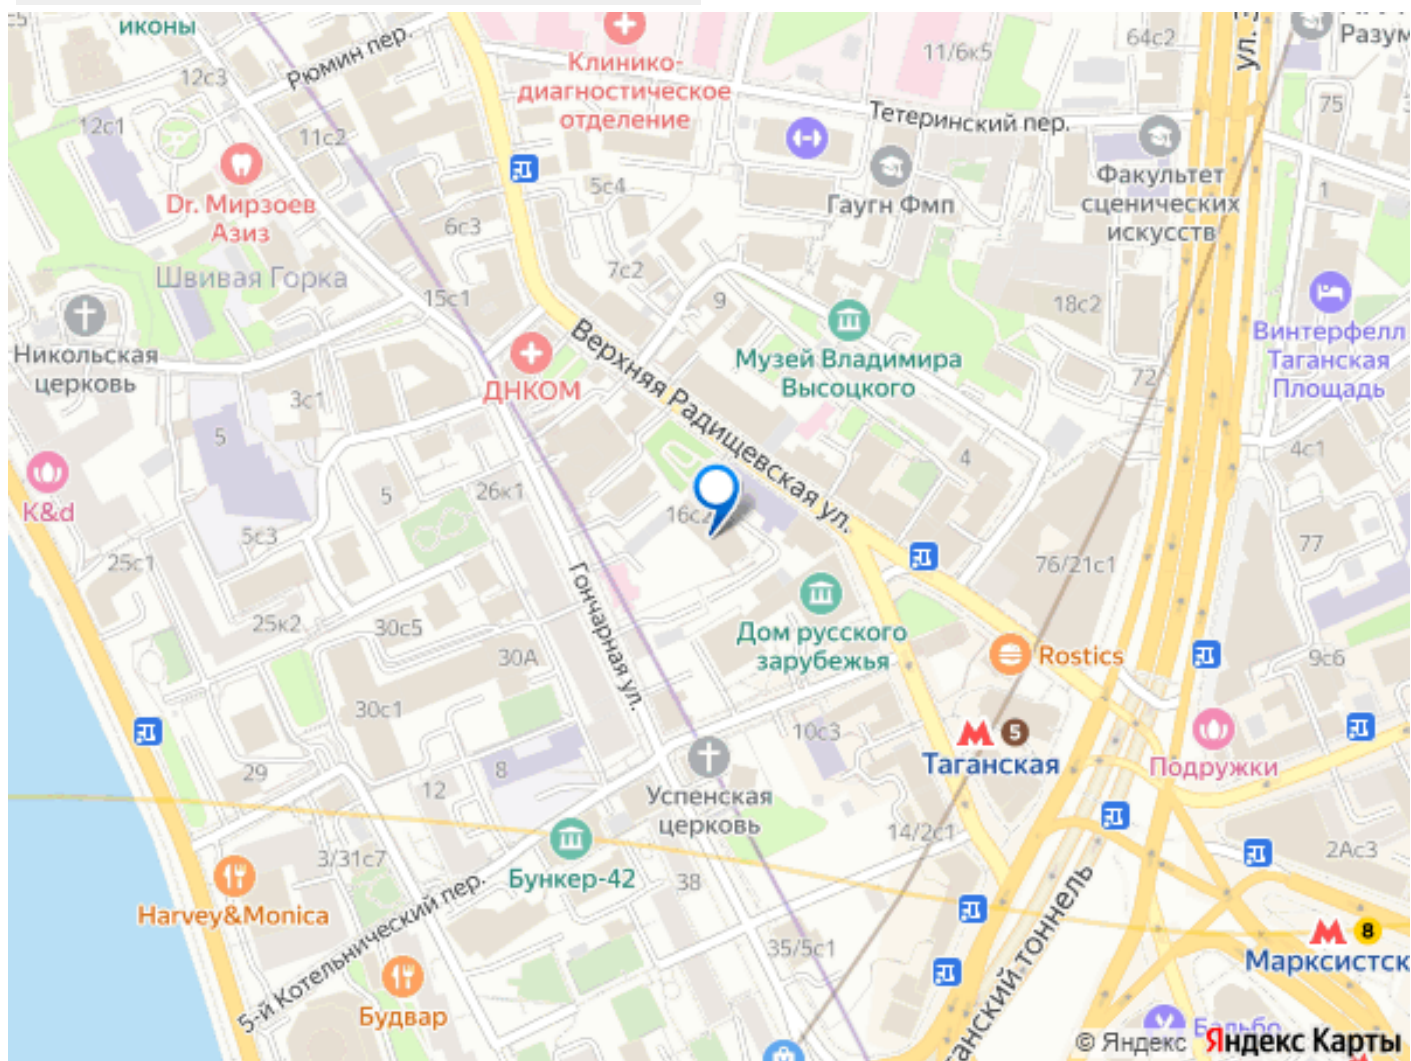 иконы
Рюмин пер.
12с3
12с1
11с2
Клинико-
диагностическое
отделение
11/6к5
64с2
Разум
75
Тетеринский пер.
Dr. Мирзоев
Азиз
5с4
6с3
Гаугн Фмп
Факультет
сценических
искусств
1
Швивая Горка
7с2
9
15с1
18с2
Никольская
церковь
ДНКОМ
Верхняя Радищевская ул.
Музей Владимира
Высоцкого
72
Винтерфелл
Таганская
Площадь
3с1
5
4
4с1
K&d
5
26к1
16с2
5с3
25с1
76/21с1
77
Гончарная ул.
25к2
30с5
30А
Дом русского
зарубежья
Rostics
9с6
30с1
10с3
5
Таганская
Подружки
29
12
8
Успенская
церковь
14/2с1
2Ас3
3/31с7
Бункер-42
38
Harvey&Monica
5-й Котельнический пер.
35/5с1
8
Марксистск
Будвар
анский тоннель
© Яндекс Яндекс Карты